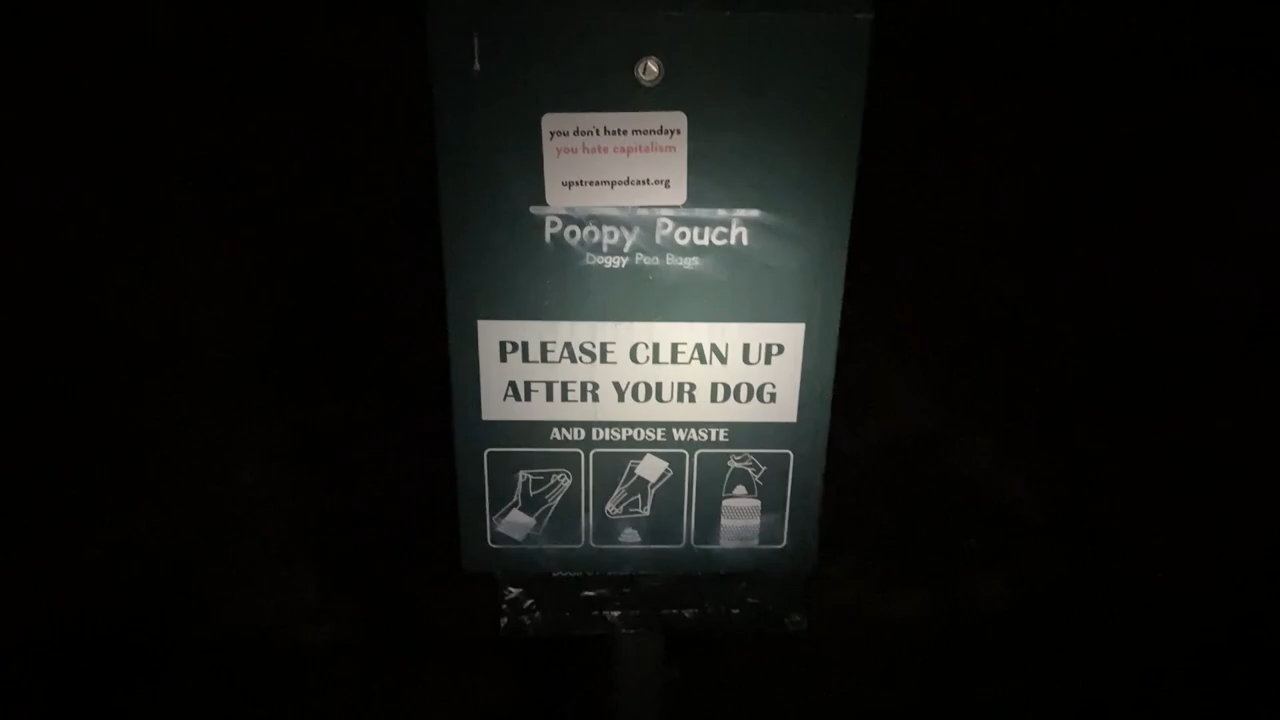 you don't hate mondays
you hate capitalism
upstreampodcast.org
Poopy Pouch
Doggy Poo Bags
PLEASE CLEAN UP
AFTER YOUR DOG
AND DISPOSE WASTE